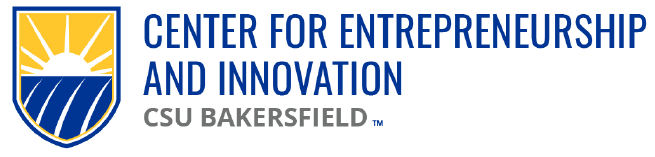 CENTER FOR ENTREPRENEURSHIP
AND INNOVATION
CSU BAKERSFIELD ™